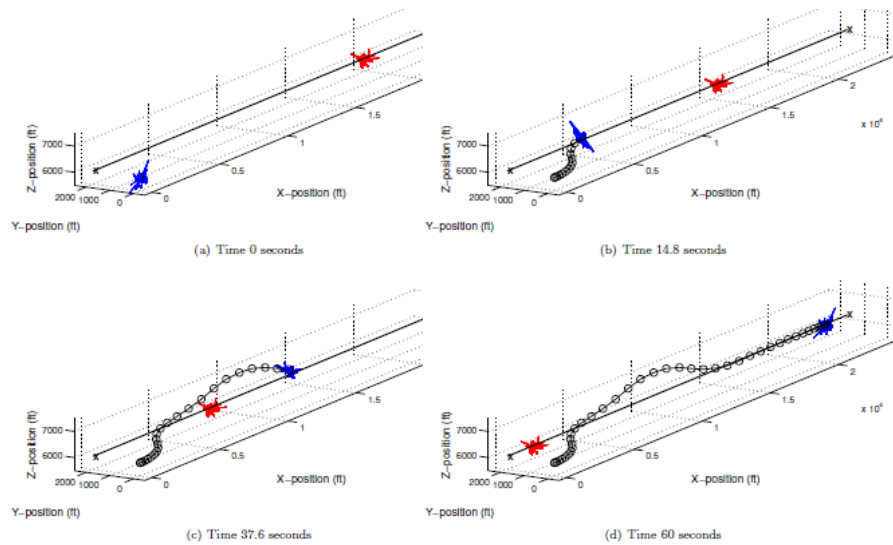 7000
6000
Z-position (ft)
2000
1000
0
Y-position (ft)
0
0.5
1
1.5
X-position (ft)
(a) Time 0 seconds
7000
6000
Z-position (ft)
2000
1000
0
Y-position (ft)
0
0.5
1
1.5
2
x 10⁴
X-position (ft)
(b) Time 14.8 seconds
7000
6000
Z-position (ft)
2000
1000
0
Y-position (ft)
0
0.5
1
1.5
X-position (ft)
(c) Time 37.6 seconds
7000
6000
Z-position (ft)
2000
1000
0
Y-position (ft)
0
0.5
1
1.5
2
x 10⁴
X-position (ft)
(d) Time 60 seconds